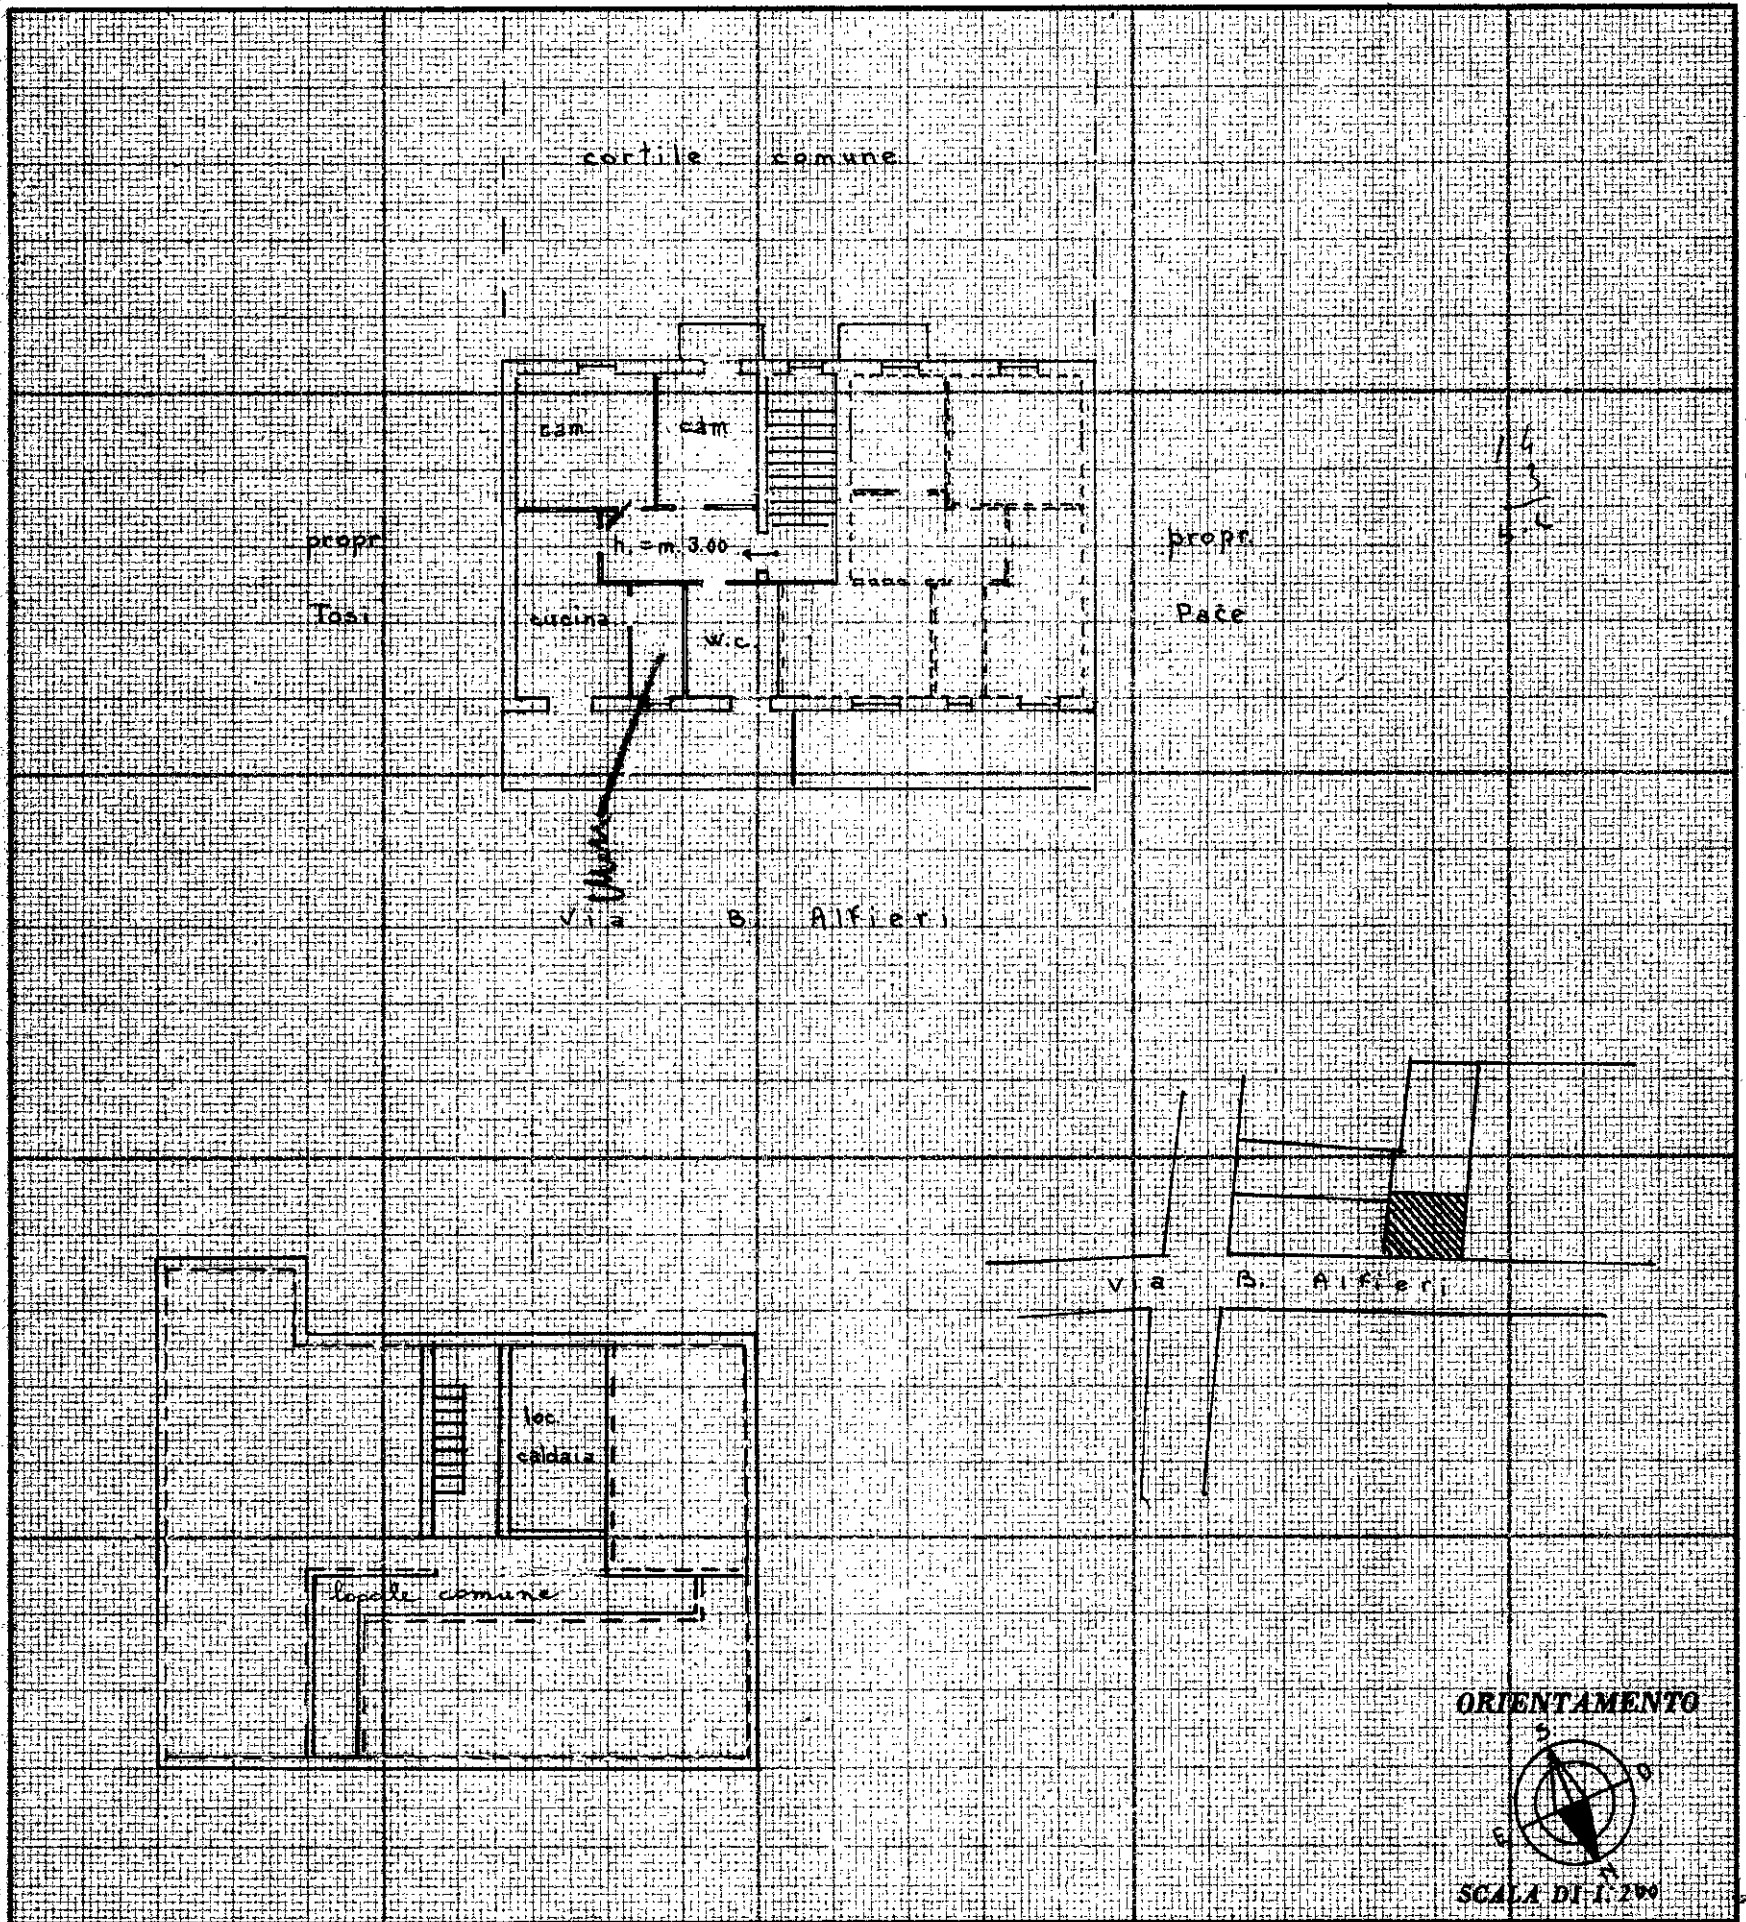 cortile comune
cam.
cam
propr.
h. = m. 3.00
propr.
Tosi
cucina
w.c.
Pace
Via B. Alfieri
Via B. Alfieri
loc.
caldaia
locale comune
ORIENTAMENTO
S
O
E
N
SCALA DI 1:200